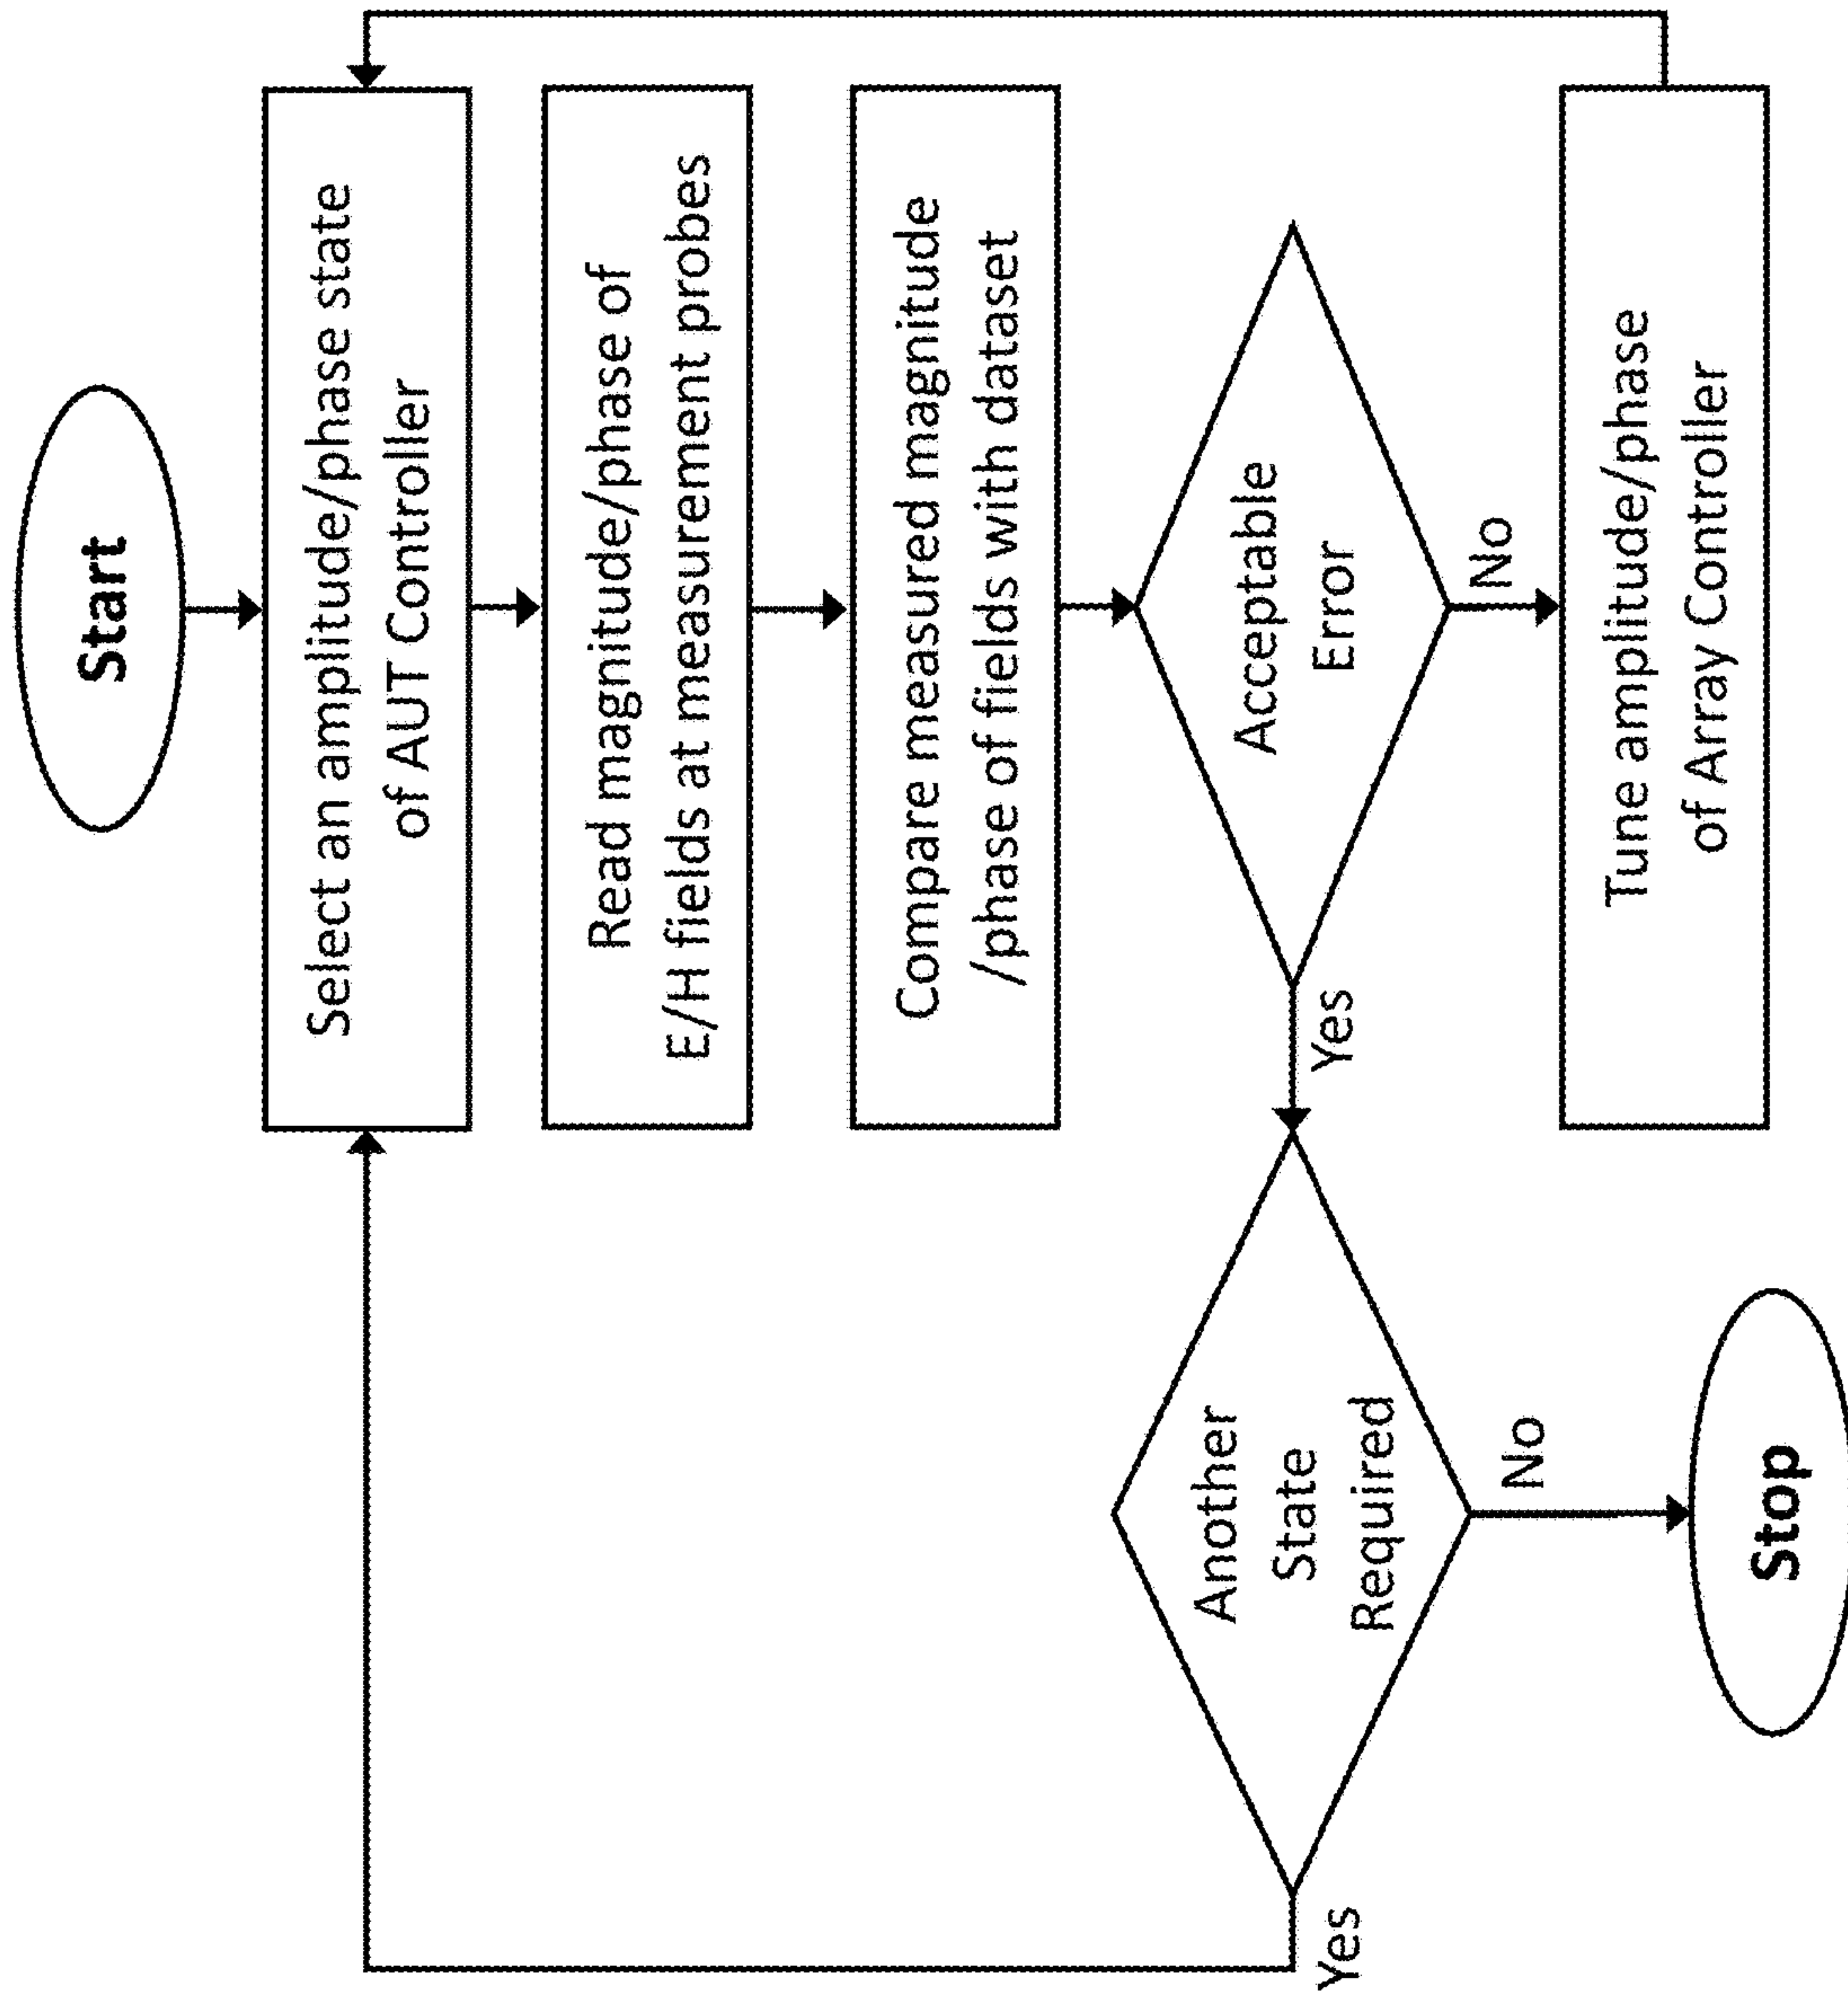 Start
Select an amplitude/phase state
of AUT Controller
Read magnitude/phase of
E/H fields at measurement probes
Compare measured magnitude
/phase of fields with dataset
Acceptable
Error
Yes
No
Tune amplitude/phase
of Array Controller
Another
State
Required
Yes
No
Stop